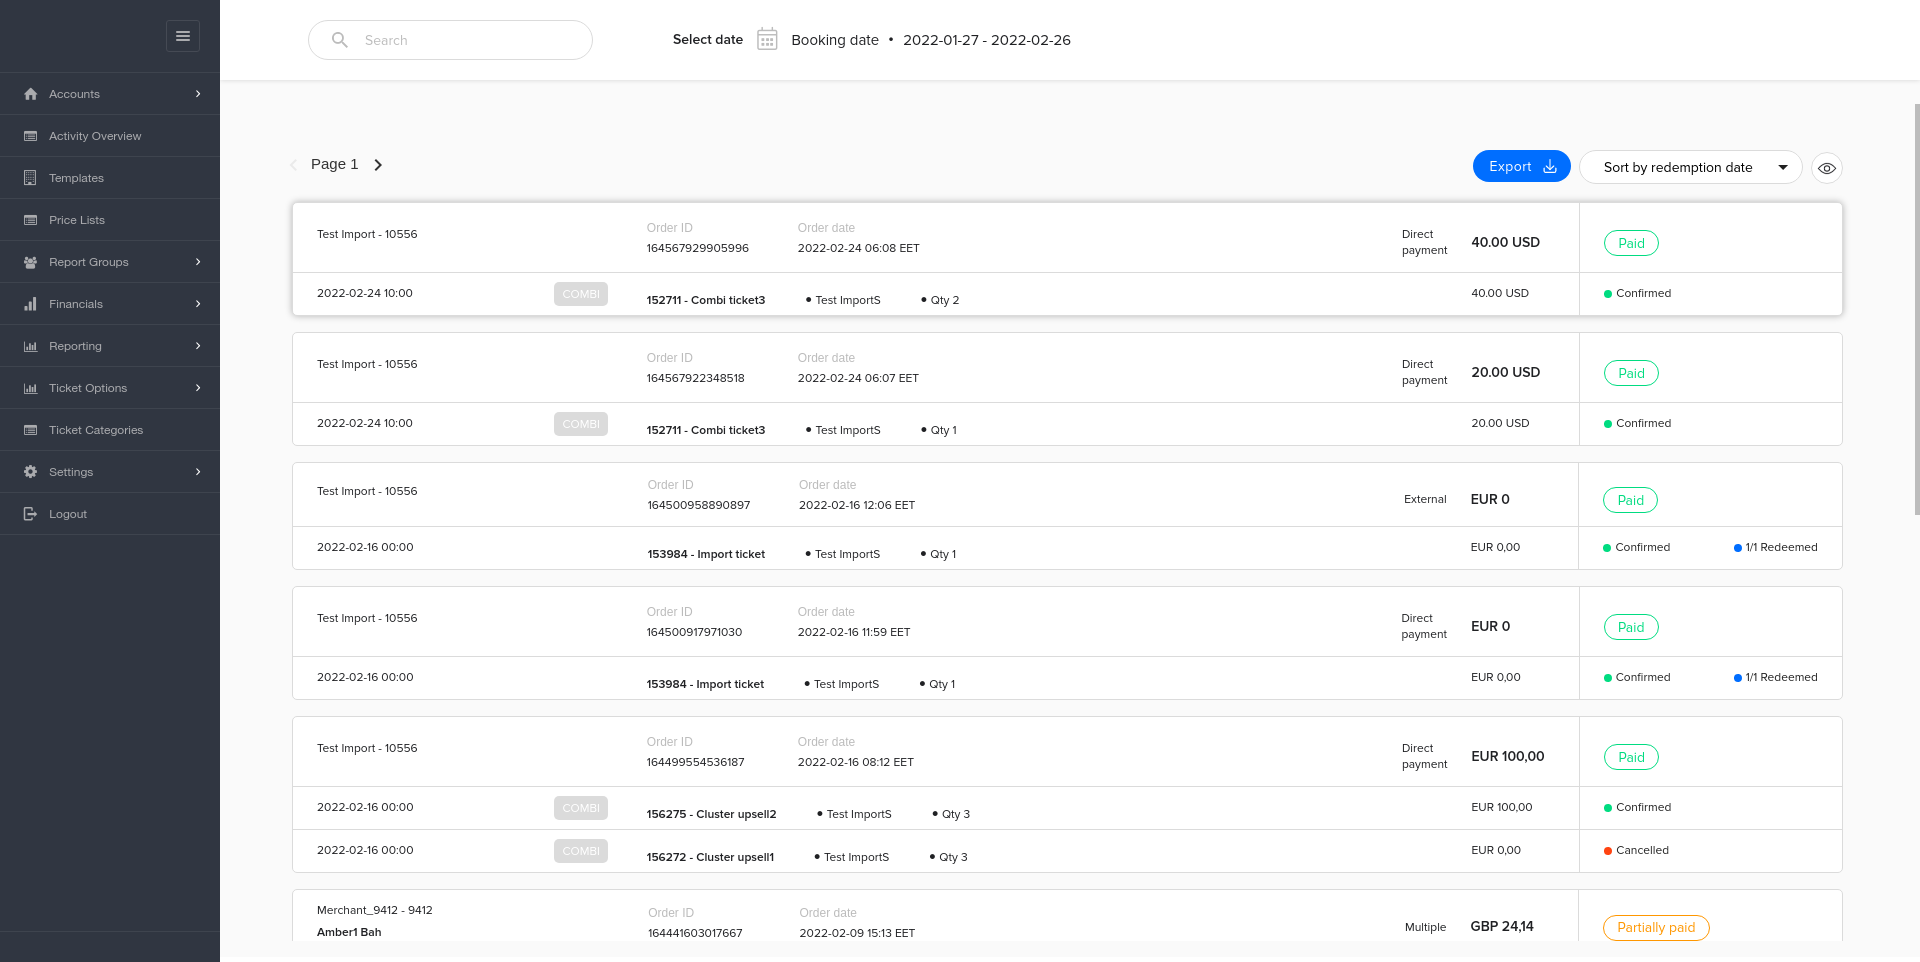 Search
Select date Booking date • 2022-01-27 - 2022-02-26
Accounts
Activity Overview
Templates
Price Lists
Report Groups
Financials
Reporting
Ticket Options
Ticket Categories
Settings
Logout
Page 1
Export Sort by redemption date
Test Import - 10556 Order ID Order date Direct
164567929905996 2022-02-24 06:08 EET payment 40.00 USD Paid
2022-02-24 10:00 COMBI 152711 - Combi ticket3 • Test ImportS • Qty 2 40.00 USD Confirmed
Test Import - 10556 Order ID Order date Direct
164567922348518 2022-02-24 06:07 EET payment 20.00 USD Paid
2022-02-24 10:00 COMBI 152711 - Combi ticket3 • Test ImportS • Qty 1 20.00 USD Confirmed
Test Import - 10556 Order ID Order date
164500958890897 2022-02-16 12:06 EET External EUR 0 Paid
2022-02-16 00:00 153984 - Import ticket • Test ImportS • Qty 1 EUR 0,00 Confirmed 1/1 Redeemed
Test Import - 10556 Order ID Order date Direct
164500917971030 2022-02-16 11:59 EET payment EUR 0 Paid
2022-02-16 00:00 153984 - Import ticket • Test ImportS • Qty 1 EUR 0,00 Confirmed 1/1 Redeemed
Test Import - 10556 Order ID Order date Direct
164499554536187 2022-02-16 08:12 EET payment EUR 100,00 Paid
2022-02-16 00:00 COMBI 156275 - Cluster upsell2 • Test ImportS • Qty 3 EUR 100,00 Confirmed
2022-02-16 00:00 COMBI 156272 - Cluster upsell1 • Test ImportS • Qty 3 EUR 0,00 Cancelled
Merchant_9412 - 9412 Order ID Order date
Amber1 Bah 164441603017667 2022-02-09 15:13 EET Multiple GBP 24,14 Partially paid